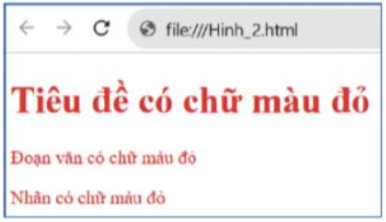 file:///Hinh_2.html
Tiêu đề có chữ màu đỏ
Đoạn văn có chữ màu đỏ
Nhãn có chữ màu đỏ